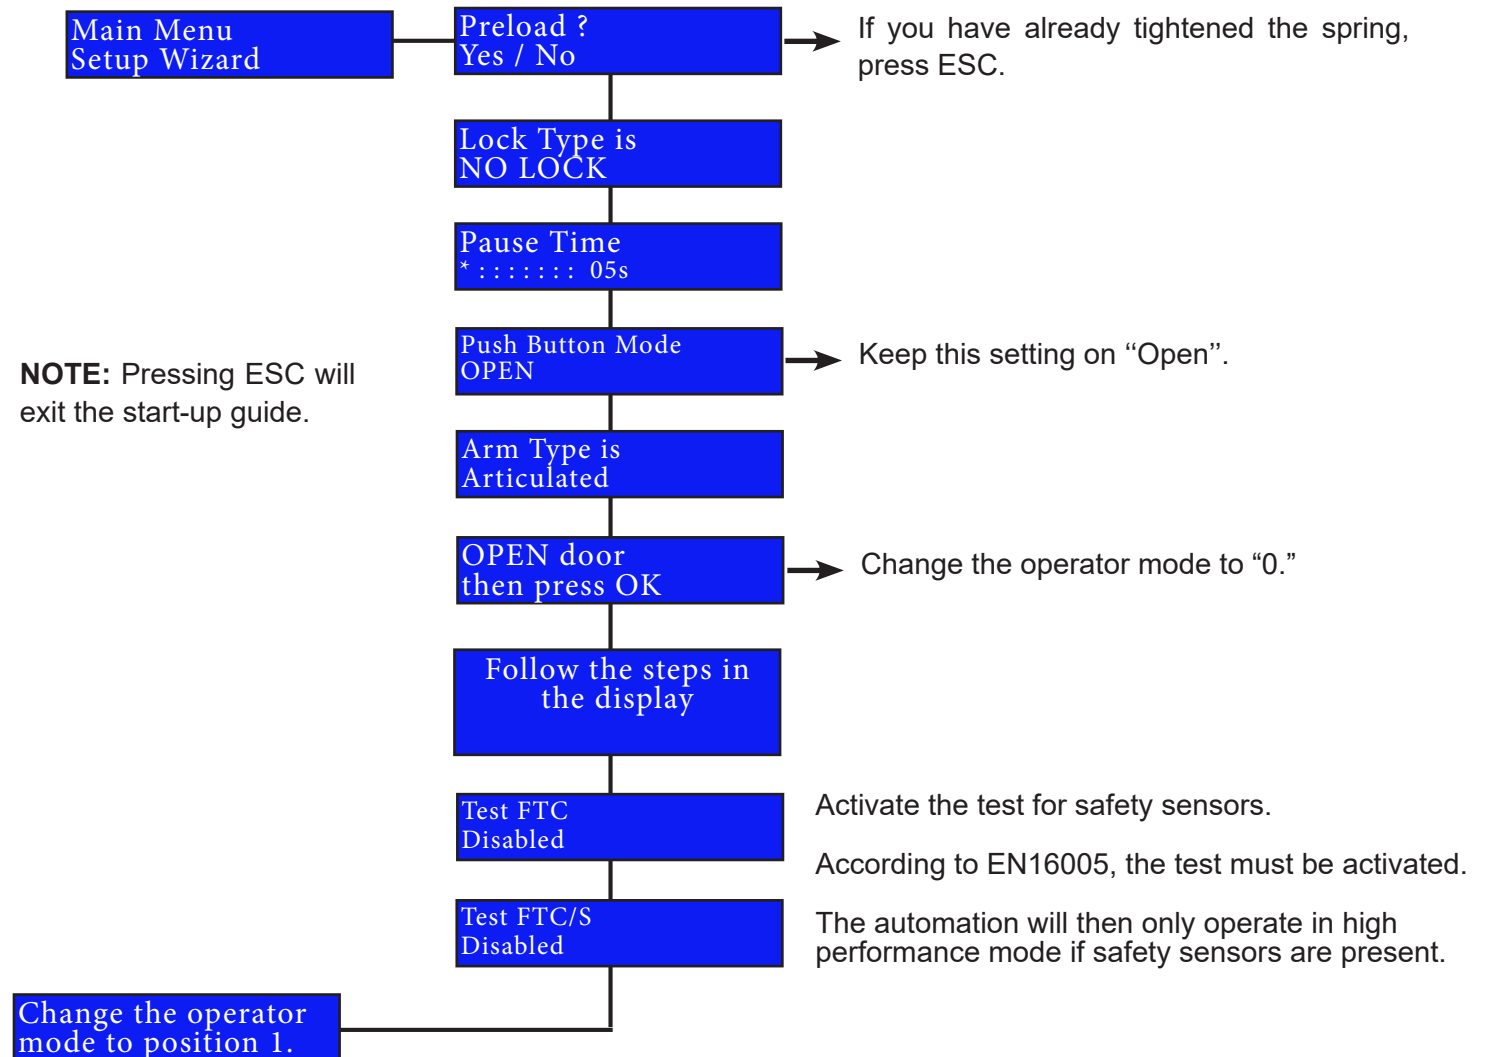 Main Menu
Setup Wizard
Preload ?
Yes / No
If you have already tightened the spring,
press ESC.
Lock Type is
NO LOCK
Pause Time
* : : : : : : : 05s
Push Button Mode
OPEN
Keep this setting on ‘‘Open’’.
NOTE: Pressing ESC will
exit the start-up guide.
Arm Type is
Articulated
OPEN door
then press OK
Change the operator mode to “0.”
Follow the steps in
the display
Test FTC
Disabled
Activate the test for safety sensors.
According to EN16005, the test must be activated.
Test FTC/S
Disabled
The automation will then only operate in high
performance mode if safety sensors are present.
Change the operator
mode to position 1.